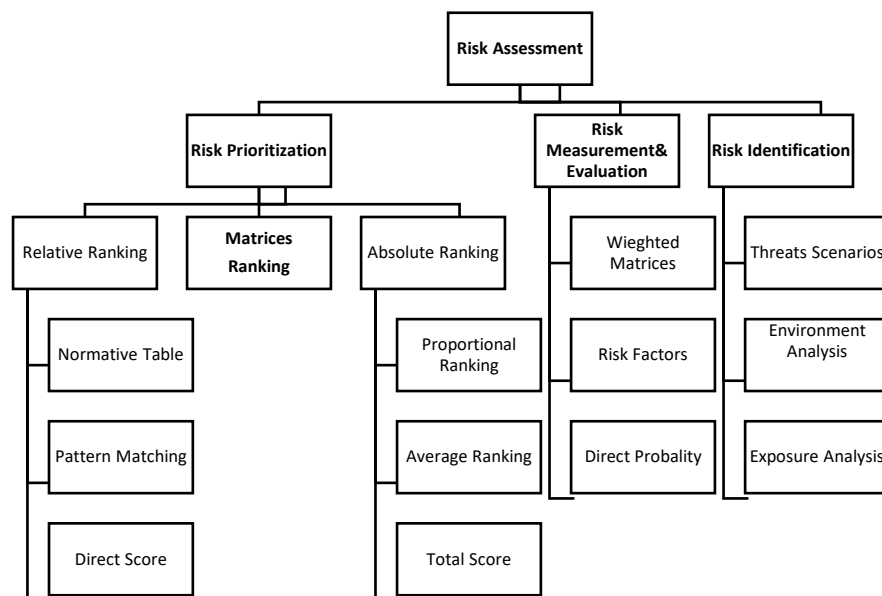 Risk Assessment
Risk Prioritization
Risk
Measurement&
Evaluation
Risk Identification
Relative Ranking
Matrices
Ranking
Absolute Ranking
Wieghted
Matrices
Threats Scenarios
Normative Table
Proportional
Ranking
Risk Factors
Environment
Analysis
Pattern Matching
Average Ranking
Direct Probality
Exposure Analysis
Direct Score
Total Score